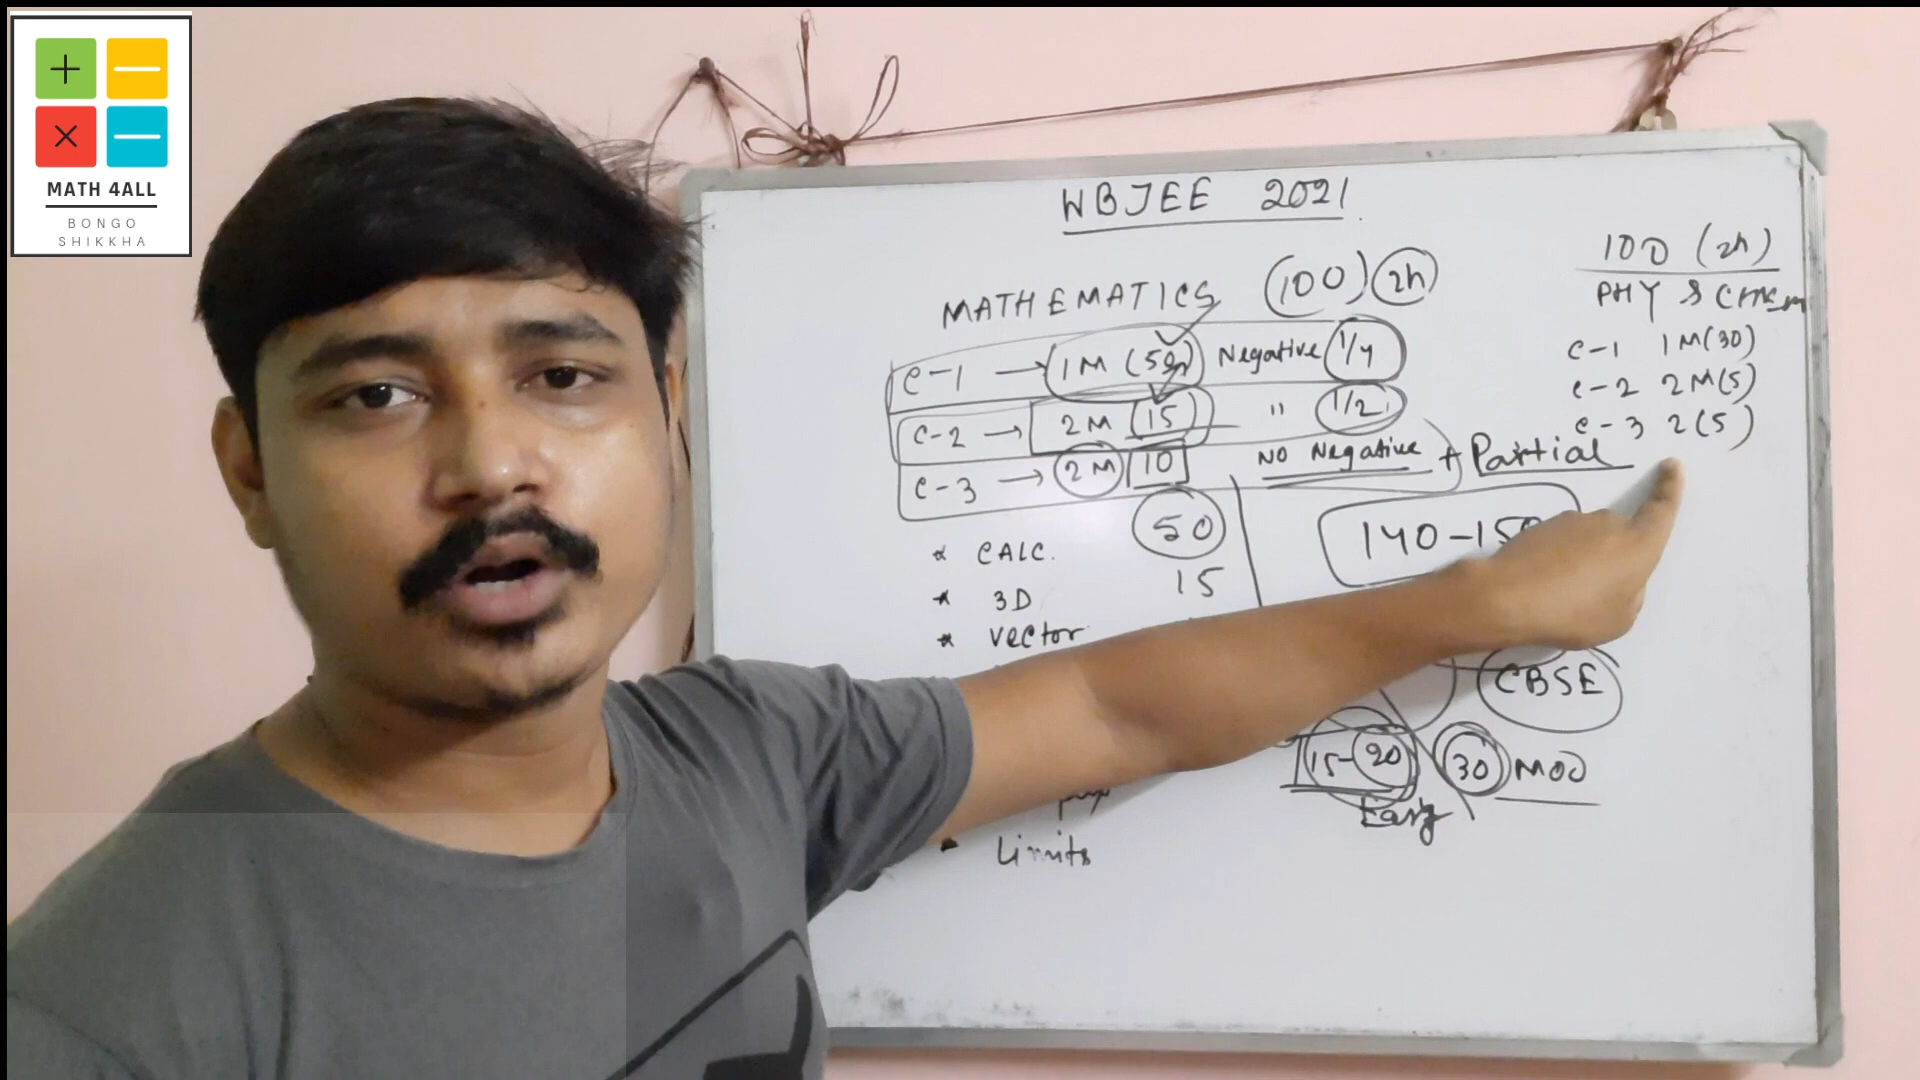 MATH 4ALL
BONGO
SHIKKHA
WBJEE 2021
MATHEMATICS (100) 2h
C-1 → 1M (50) Negative 1/4
C-2 → 2M 15 " 1/2
C-3 → 2M 10 NO Negative + Partial
* CALC. 50
* 3D 15
* Vector
Limits
140-150
CBSE
15-20 30 MOD
Easy
100 (2h)
PHY & CHEM
C-1 1M(30)
C-2 2M(5)
C-3 2(5)